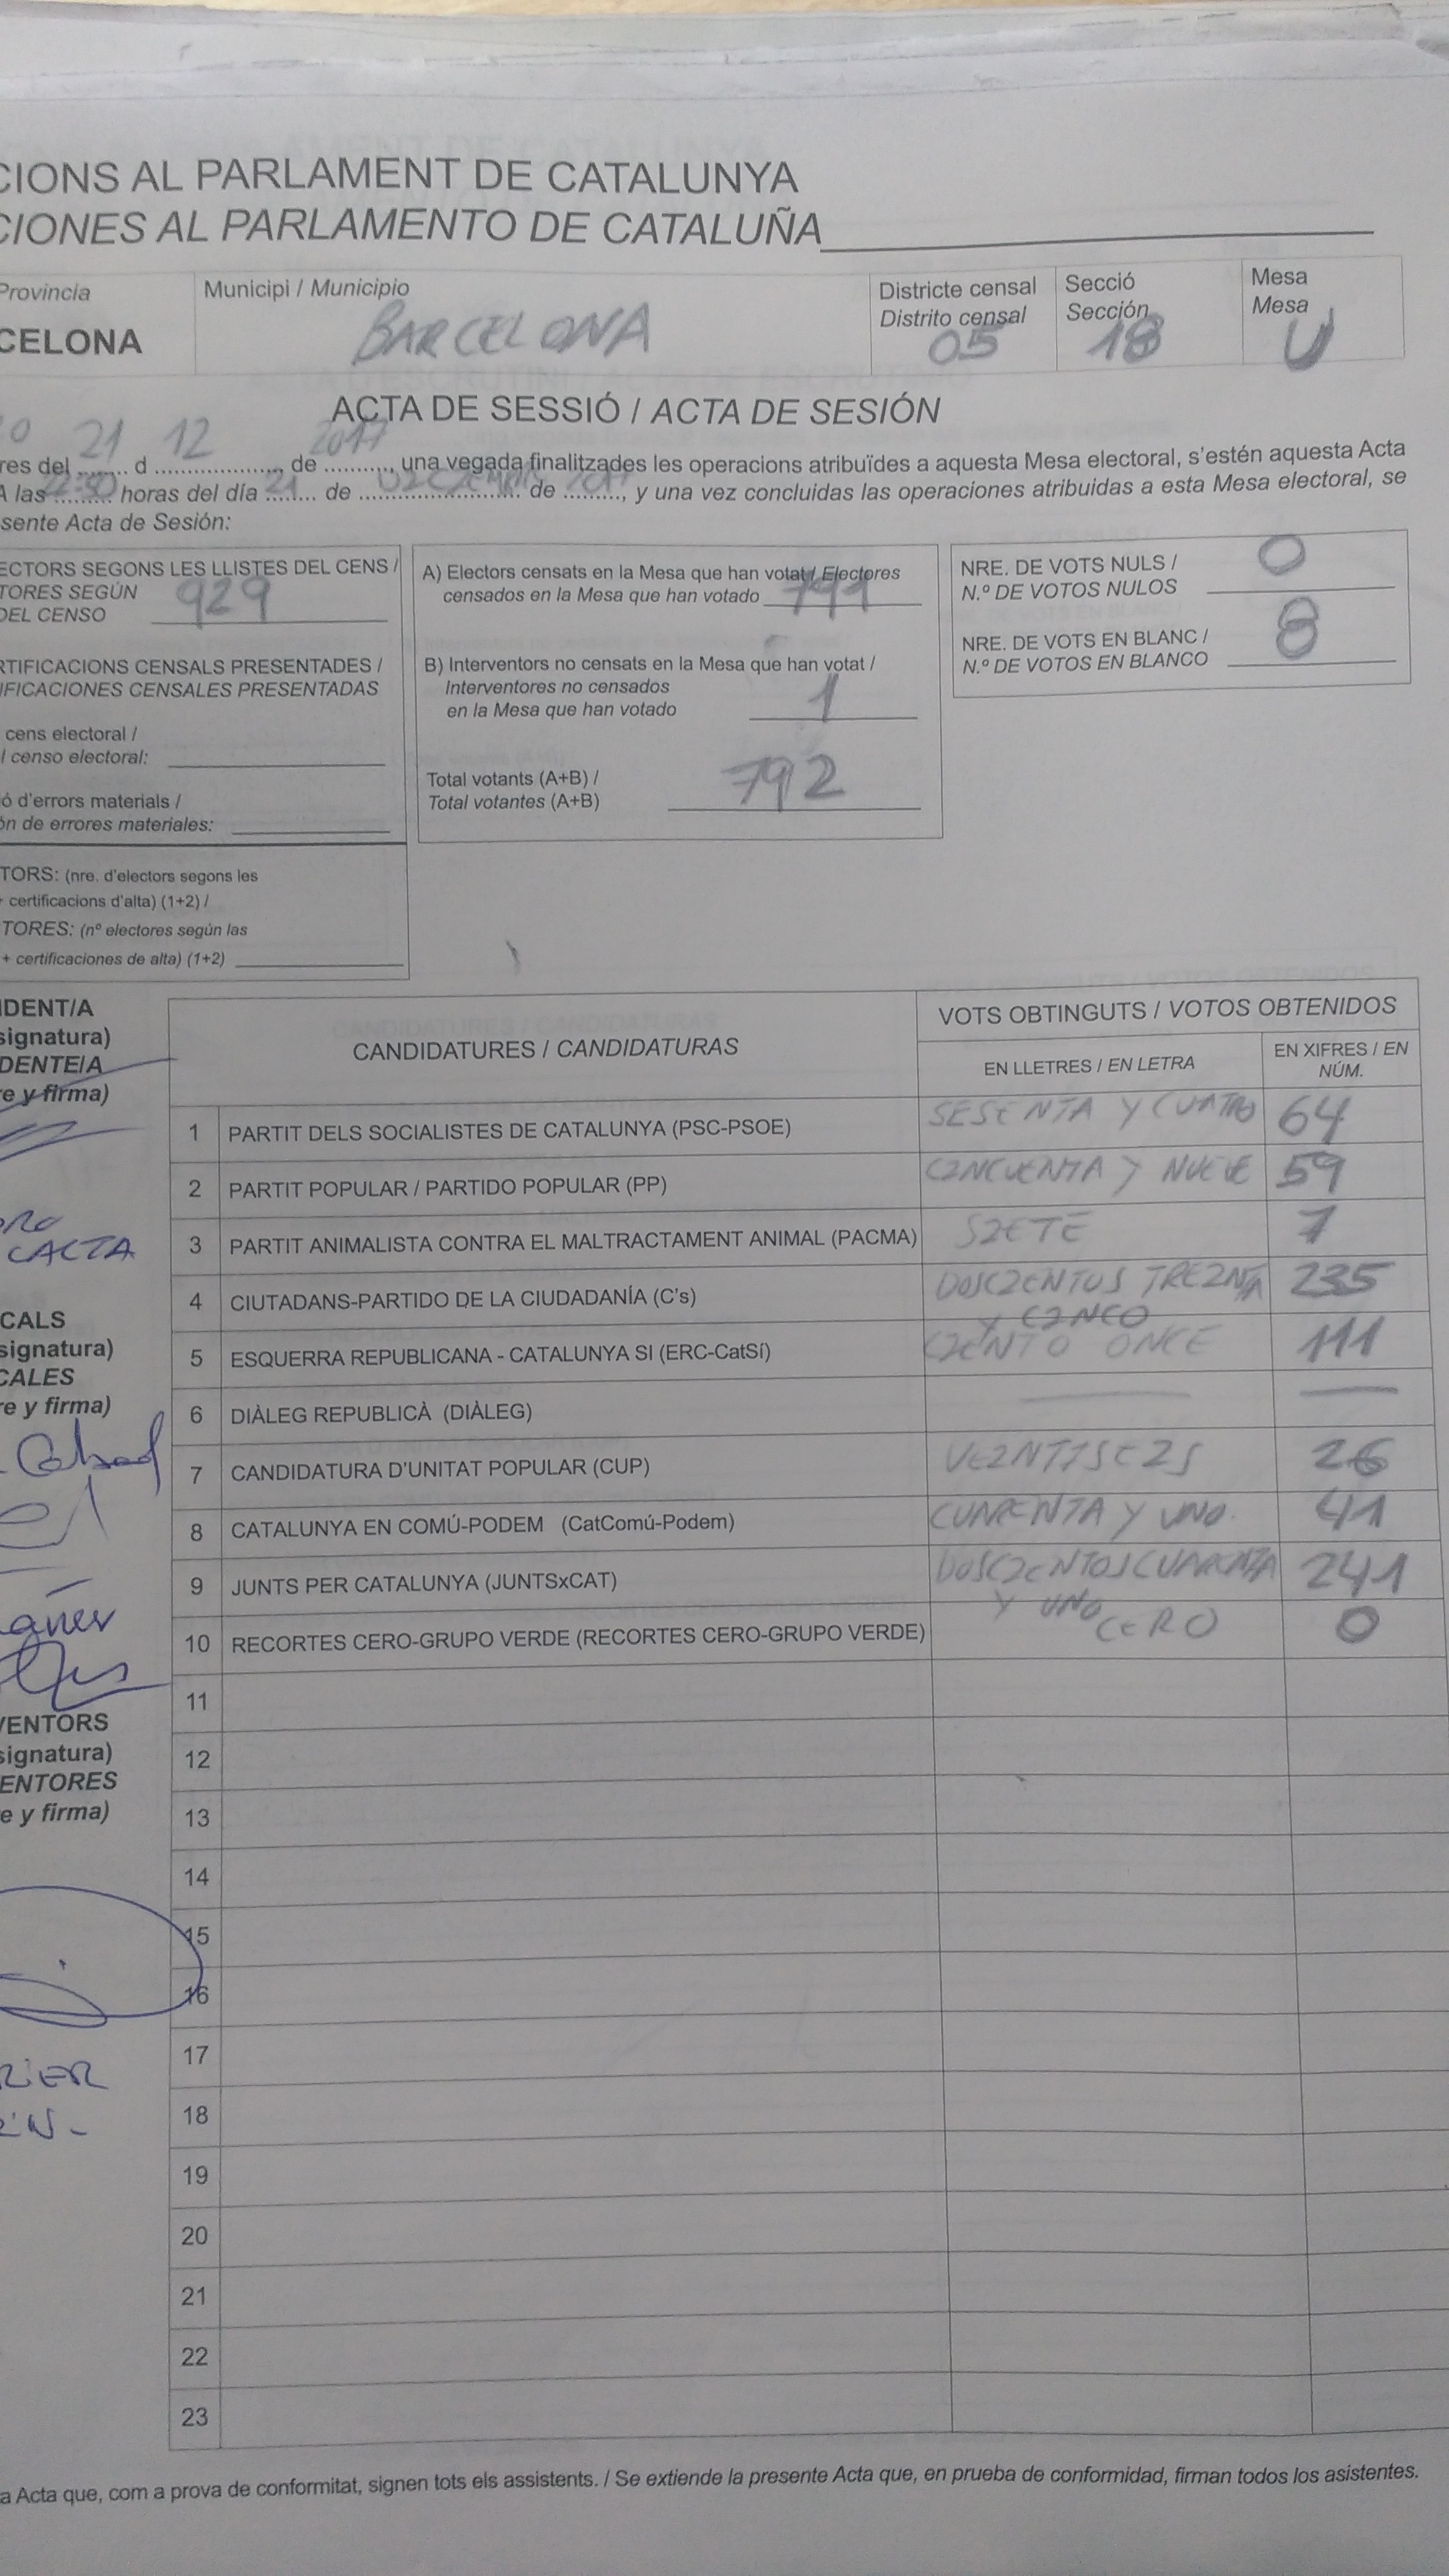 CIONS AL PARLAMENT DE CATALUNYA
CIONES AL PARLAMENTO DE CATALUÑA
Provincia
CELONA
Municipi / Municipio
BARCELONA
Districte censal
Distrito censal
05
Secció
Sección
18
Mesa
Mesa
U
ACTA DE SESSIÓ / ACTA DE SESIÓN
21 12 2017
res del ........ d ...................., de .........., una vegada finalitzades les operacions atribuïdes a aquesta Mesa electoral, s'estén aquesta Acta
A las 22:30 horas del día 21 de DICIEMBRE de 2017, y una vez concluidas las operaciones atribuidas a esta Mesa electoral, se
sente Acta de Sesión:
ECTORS SEGONS LES LLISTES DEL CENS /
TORES SEGÚN
DEL CENSO 929
RTIFICACIONS CENSALS PRESENTADES /
IFICACIONES CENSALES PRESENTADAS
cens electoral /
l censo electoral:
ó d'errors materials /
ón de errores materiales:
TORS: (nre. d'electors segons les
+ certificacions d'alta) (1+2) /
TORES: (nº electores según las
+ certificaciones de alta) (1+2)
A) Electors censats en la Mesa que han votat / Electores
censados en la Mesa que han votado 791
B) Interventors no censats en la Mesa que han votat /
Interventores no censados
en la Mesa que han votado 1
Total votants (A+B) /
Total votantes (A+B) 792
NRE. DE VOTS NULS /
N.º DE VOTOS NULOS 0
NRE. DE VOTS EN BLANC /
N.º DE VOTOS EN BLANCO 8
IDENT/A
signatura)
DENTE/A
re y firma)
CACTA
CALS
signatura)
CALES
re y firma)
VENTORS
signatura)
ENTORES
e y firma)
CANDIDATURES / CANDIDATURAS
VOTS OBTINGUTS / VOTOS OBTENIDOS
EN LLETRES / EN LETRA
EN XIFRES / EN
NÚM.
1 PARTIT DELS SOCIALISTES DE CATALUNYA (PSC-PSOE) SESENTA Y CUATRO 64
2 PARTIT POPULAR / PARTIDO POPULAR (PP) CINCUENTA Y NUEVE 59
3 PARTIT ANIMALISTA CONTRA EL MALTRACTAMENT ANIMAL (PACMA) SIETE 7
4 CIUTADANS-PARTIDO DE LA CIUDADANÍA (C's) DOSCIENTOS TREINTA 235
Y CINCO
5 ESQUERRA REPUBLICANA - CATALUNYA SI (ERC-CatSí) CIENTO ONCE 111
6 DIÀLEG REPUBLICÀ (DIÀLEG) — —
7 CANDIDATURA D'UNITAT POPULAR (CUP) VEINTISEIS 26
8 CATALUNYA EN COMÚ-PODEM (CatComú-Podem) CUARENTA Y UNO. 41
9 JUNTS PER CATALUNYA (JUNTSxCAT) DOSCIENTOS CUARENTA 241
Y UNO
10 RECORTES CERO-GRUPO VERDE (RECORTES CERO-GRUPO VERDE) CERO 0
11
12
13
14
15
16
17
18
19
20
21
22
23
a Acta que, com a prova de conformitat, signen tots els assistents. / Se extiende la presente Acta que, en prueba de conformidad, firman todos los asistentes.